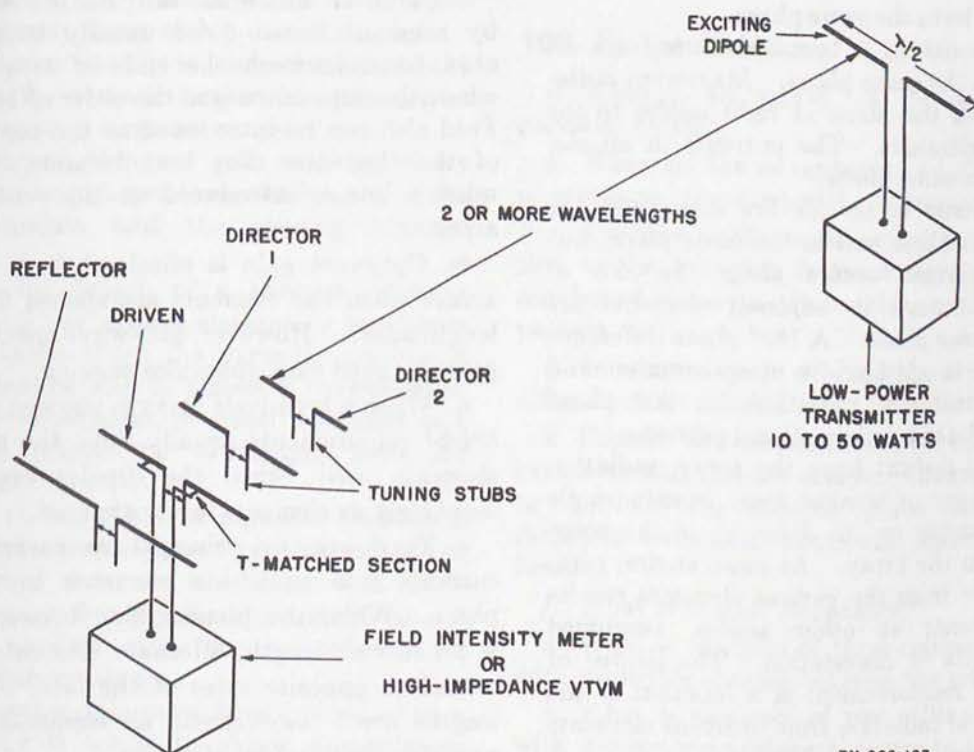 EXCITING
DIPOLE
λ/2
2 OR MORE WAVELENGTHS
DIRECTOR
1
REFLECTOR
DRIVEN
DIRECTOR
2
LOW-POWER
TRANSMITTER
10 TO 50 WATTS
TUNING STUBS
T-MATCHED SECTION
FIELD INTENSITY METER
OR
HIGH-IMPEDANCE VTVM